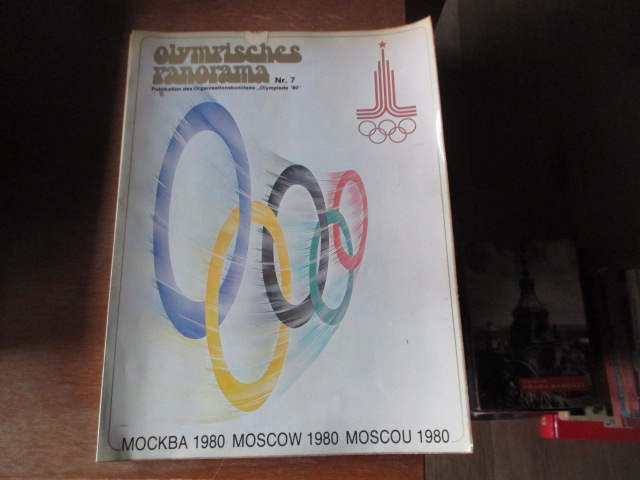 olympisches
panorama Nr. 7
Publikation des Organisationskomitees „Olympiade '80"
МОСКВА 1980 MOSCOW 1980 MOSCOU 1980